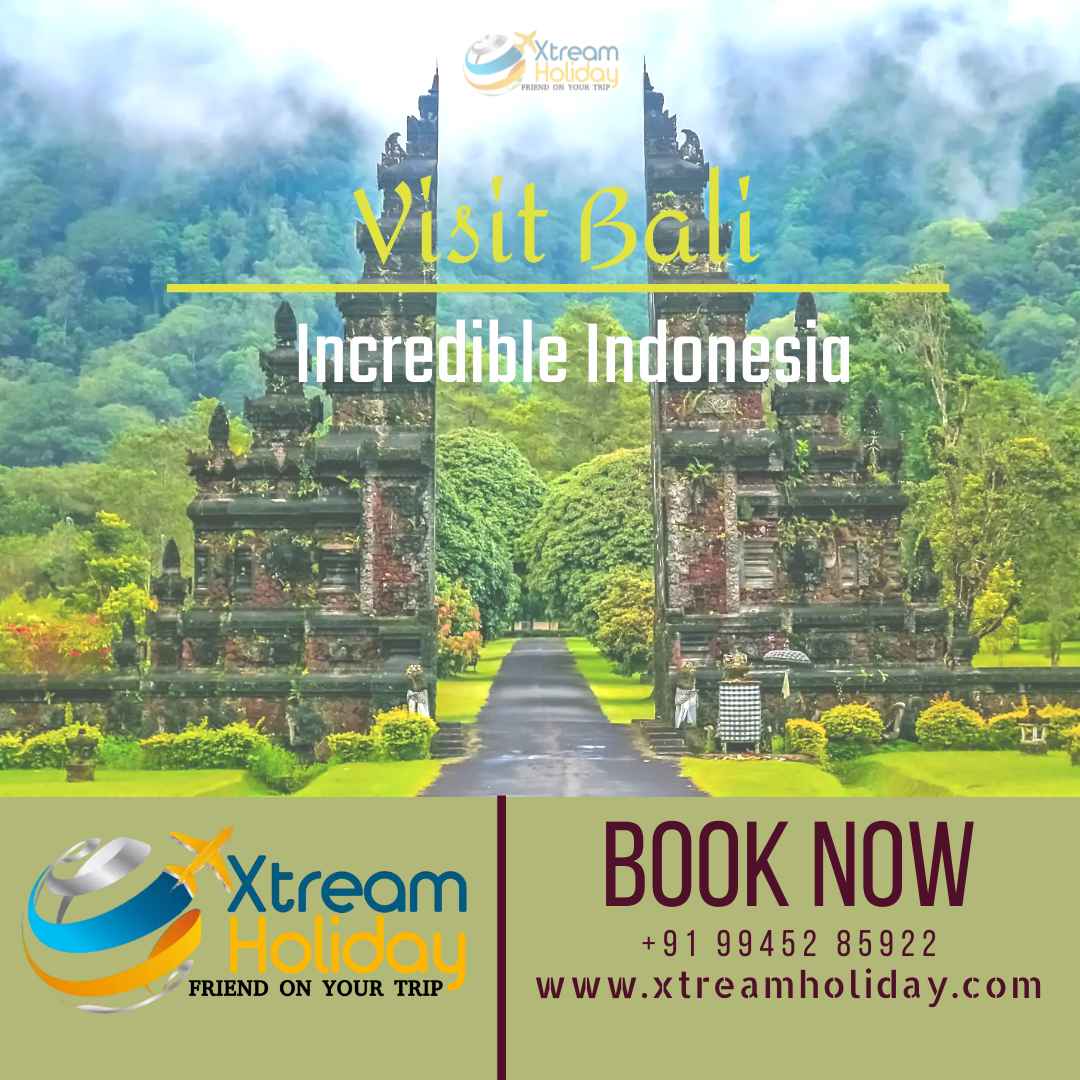 Xtream
Holiday
FRIEND ON YOUR TRIP
Visit Bali
Incredible Indonesia
Xtream
Holiday
FRIEND ON YOUR TRIP
BOOK NOW
+91 99452 85922
www.xtreamholiday.com